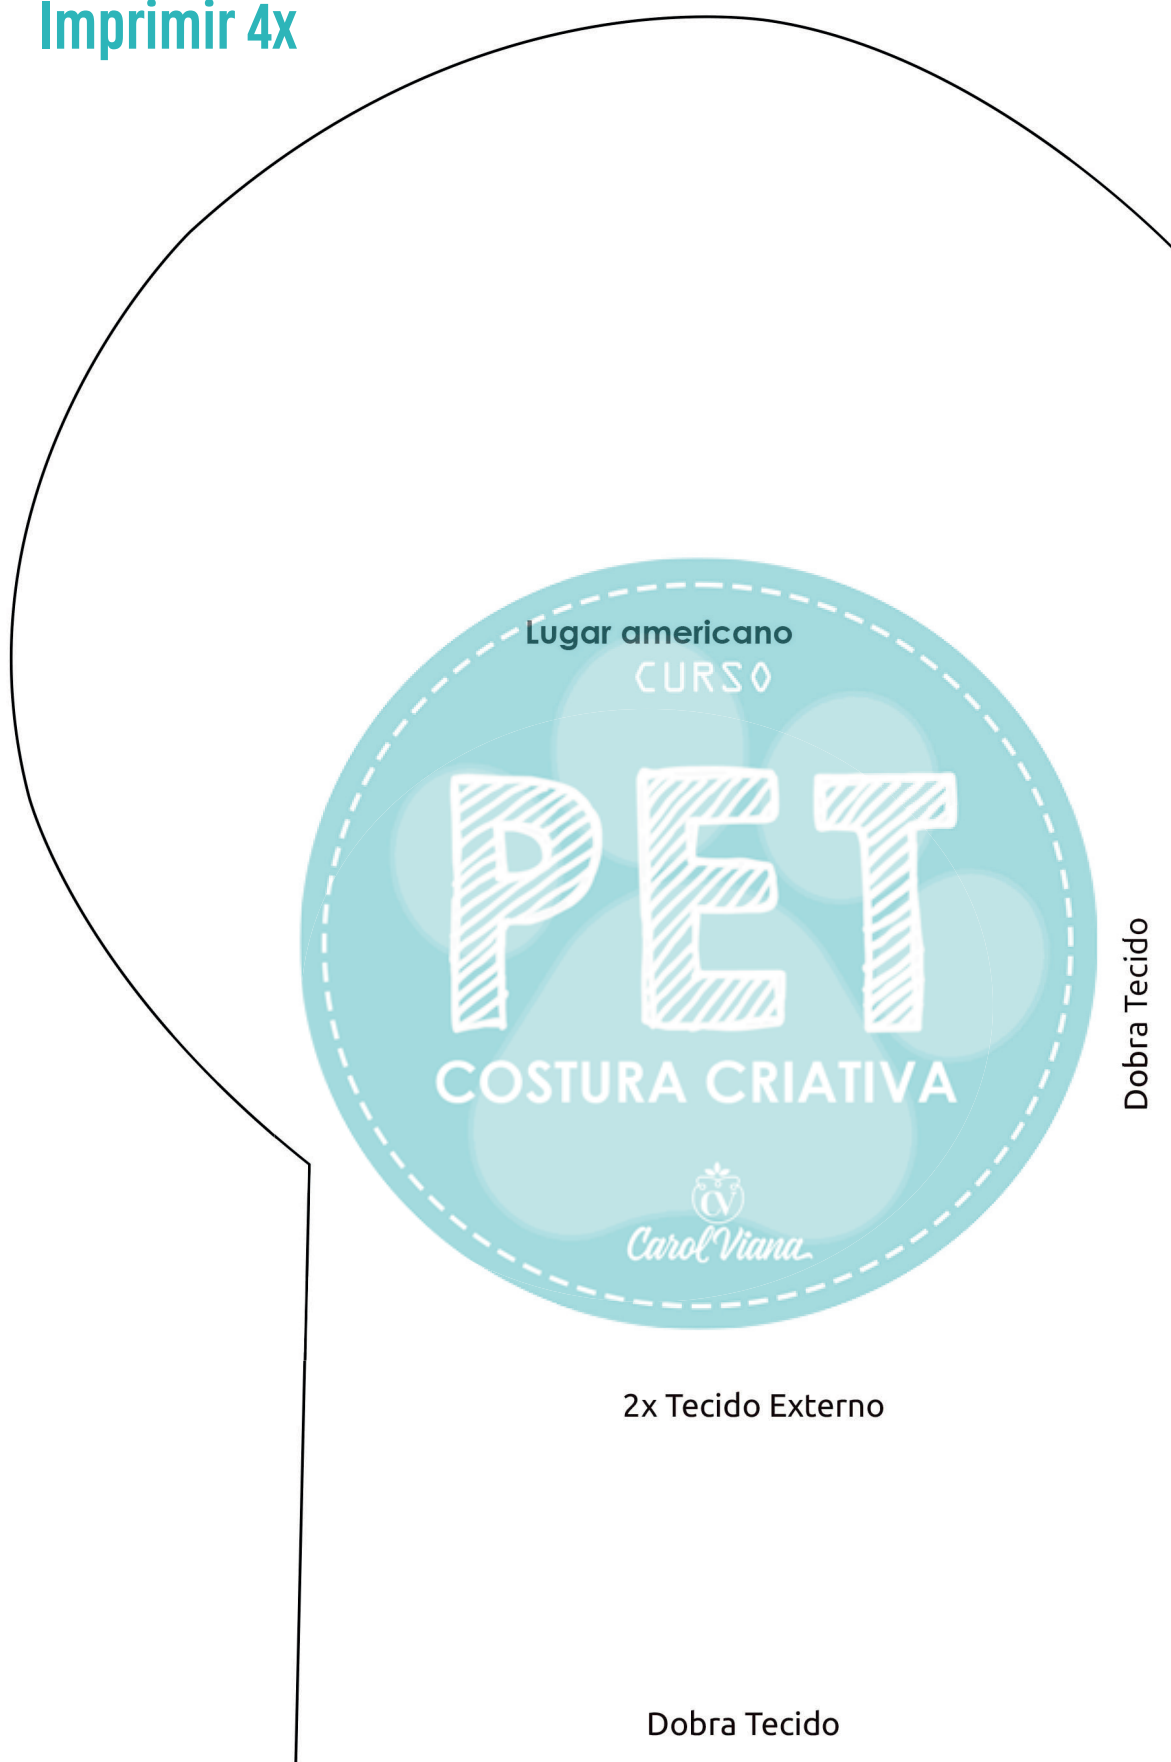 Imprimir 4x
Lugar americano
CURSO
PET
COSTURA CRIATIVA
CV
Carol Viana
Dobra Tecido
2x Tecido Externo
Dobra Tecido